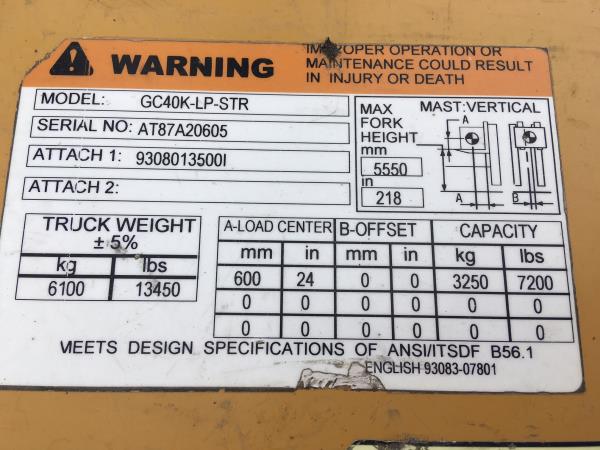 WARNING
IMPROPER OPERATION OR
MAINTENANCE COULD RESULT
IN INJURY OR DEATH
MODEL: GC40K-LP-STR
SERIAL NO: AT87A20605
ATTACH 1: 9308013500I
ATTACH 2:
MAX
FORK
HEIGHT
mm
5550
in
218
MAST:VERTICAL
A
A B
TRUCK WEIGHT
± 5%
kg lbs
6100 13450
A-LOAD CENTER B-OFFSET CAPACITY
mm in mm in kg lbs
600 24 0 0 3250 7200
0 0 0 0 0 0
0 0 0 0 0 0
MEETS DESIGN SPECIFICATIONS OF ANSI/ITSDF B56.1
ENGLISH 93083-07801